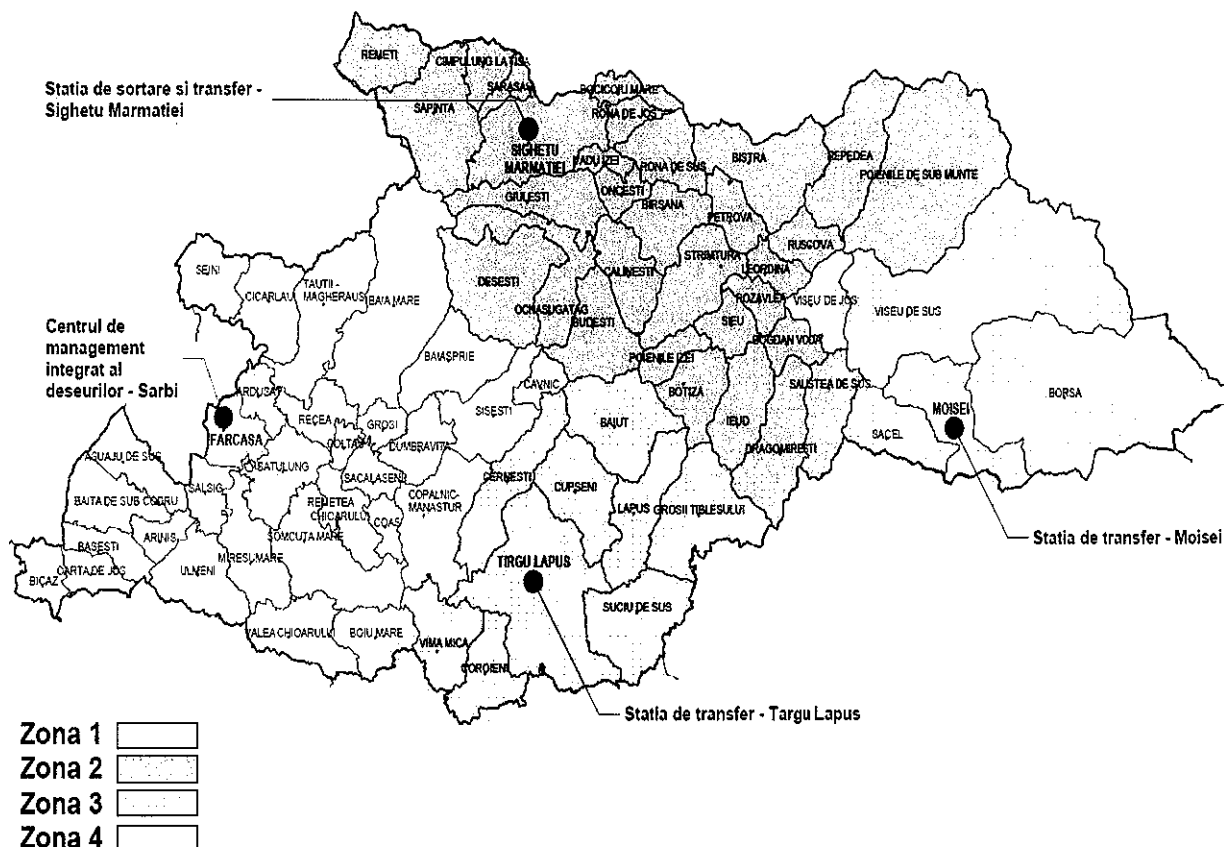 REMETI
CIMPULUNG LA TISA
Statia de sortare si transfer -
Sighetu Marmatiei
SARASAU
BOCICOIU MARE
SAPINTA
RONA DE JOS
SIGHETU
MARMATIEI
VADU IZEI
RONA DE SUS
BISTRA
REPEDEA
POIENILE DE SUB MUNTE
GIULESTI
ONCESTI
BIRSANA
PETROVA
RUSCOVA
SEINI
CICARLAU
TAUTII-
MAGHERAUS
BAIA MARE
DESESTI
CALINESTI
STRIMTURA
LEORDINA
OCNA SUGATAG
BUDESTI
ROZAVLEA
VISEU DE JOS
VISEU DE SUS
SIEU
BOGDAN VODA
Centrul de
management
integrat al
deseurilor - Sarbi
BAIA SPRIE
POIENILE IZEI
CAVNIC
BOTIZA
SALISTEA DE SUS
ARDUSAT
SISESTI
BORSA
MOISEI
RECEA
GROSI
BAIUT
IEUD
SACEL
FARCASA
COLTAU
DUMBRAVITA
DRAGOMIRESTI
ASUAJU DE SUS
SATULUNG
SACALASENI
CERNESTI
CUPSENI
SALSIG
COPALNIC-
MANASTUR
BAITA DE SUB CODRU
REMETEA
CHIOARULUI
COAS
LAPUS
GROSII TIBLESULUI
ARINIS
SOMCUTA MARE
BASESTI
MIRESU MARE
Statia de transfer - Moisei
TIRGU LAPUS
BICAZ
OARTA DE JOS
ULMENI
SUCIU DE SUS
VALEA CHIOARULUI
BOIU MARE
VIMA MICA
COROIENI
Statia de transfer - Targu Lapus
Zona 1
Zona 2
Zona 3
Zona 4